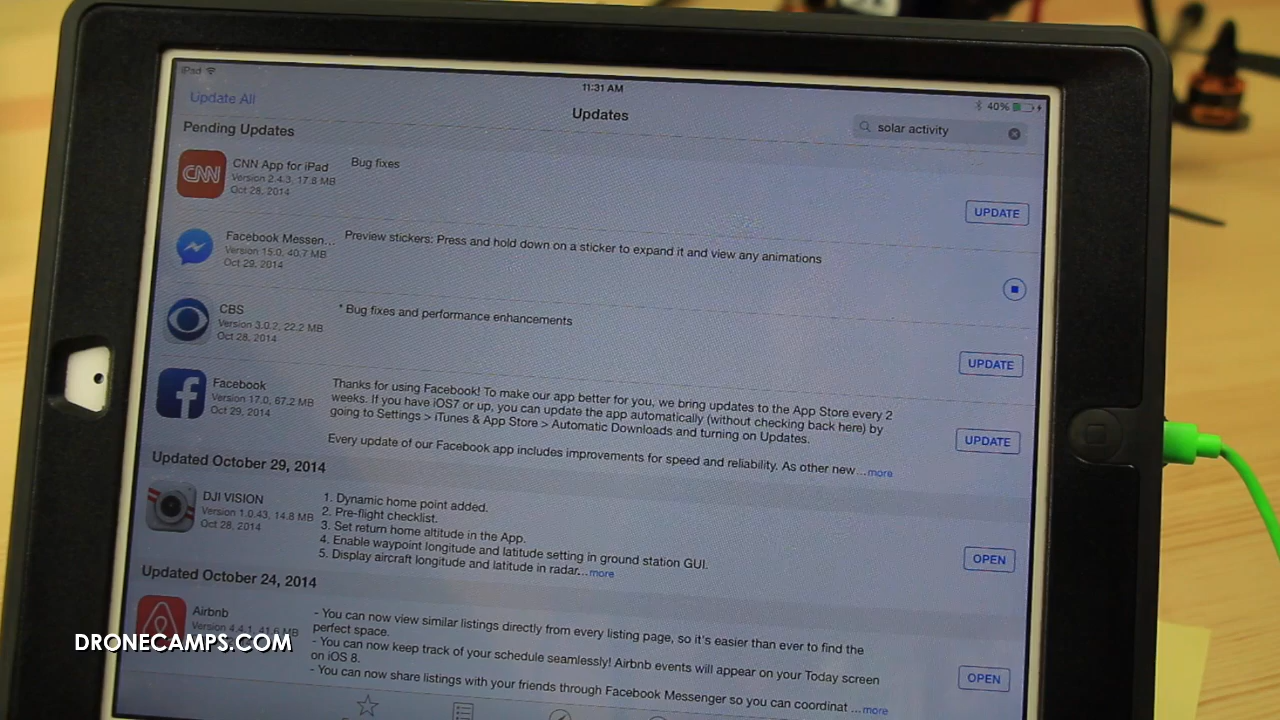 iPad
11:31 AM
40%
Update All
Updates
solar activity
Pending Updates
CNN
CNN App for iPad
Version 2.4.3, 17.8 MB
Oct 28, 2014
Bug fixes
UPDATE
Facebook Messen...
Version 15.0, 40.7 MB
Oct 29, 2014
Preview stickers: Press and hold down on a sticker to expand it and view any animations
CBS
Version 3.0.2, 22.2 MB
Oct 28, 2014
* Bug fixes and performance enhancements
UPDATE
Facebook
Version 17.0, 67.2 MB
Oct 29, 2014
Thanks for using Facebook! To make our app better for you, we bring updates to the App Store every 2
weeks. If you have iOS7 or up, you can update the app automatically (without checking back here) by
going to Settings > iTunes & App Store > Automatic Downloads and turning on Updates.
Every update of our Facebook app includes improvements for speed and reliability. As other new...more
UPDATE
Updated October 29, 2014
DJI VISION
Version 1.0.43, 14.8 MB
Oct 28, 2014
1. Dynamic home point added.
2. Pre-flight checklist.
3. Set return home altitude in the App.
4. Enable waypoint longitude and latitude setting in ground station GUI.
5. Display aircraft longitude and latitude in radar...more
OPEN
Updated October 24, 2014
Airbnb
Version 4.4.1, 41.6 MB
- You can now view similar listings directly from every listing page, so it's easier than ever to find the
perfect space.
- You can now keep track of your schedule seamlessly! Airbnb events will appear on your Today screen
on iOS 8.
- You can now share listings with your friends through Facebook Messenger so you can coordinat ...more
OPEN
DRONECAMPS.COM